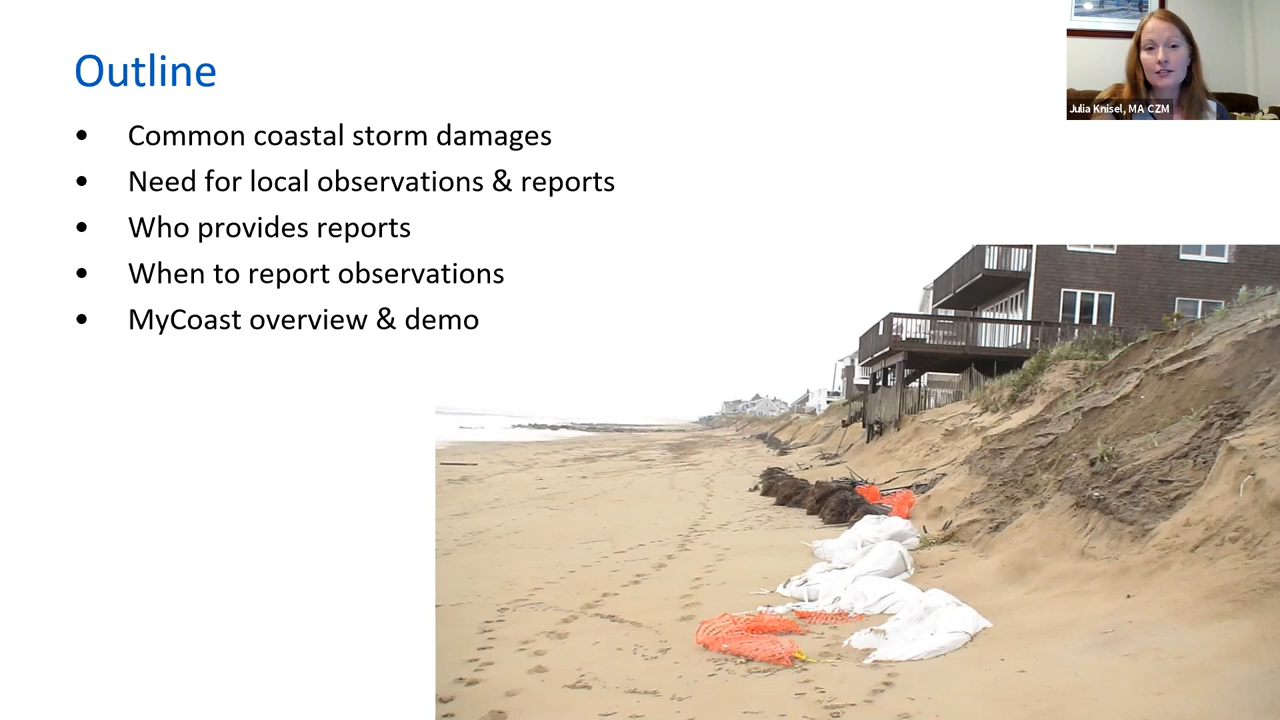 Outline
• Common coastal storm damages
• Need for local observations & reports
• Who provides reports
• When to report observations
• MyCoast overview & demo
Julia Knisel, MA CZM